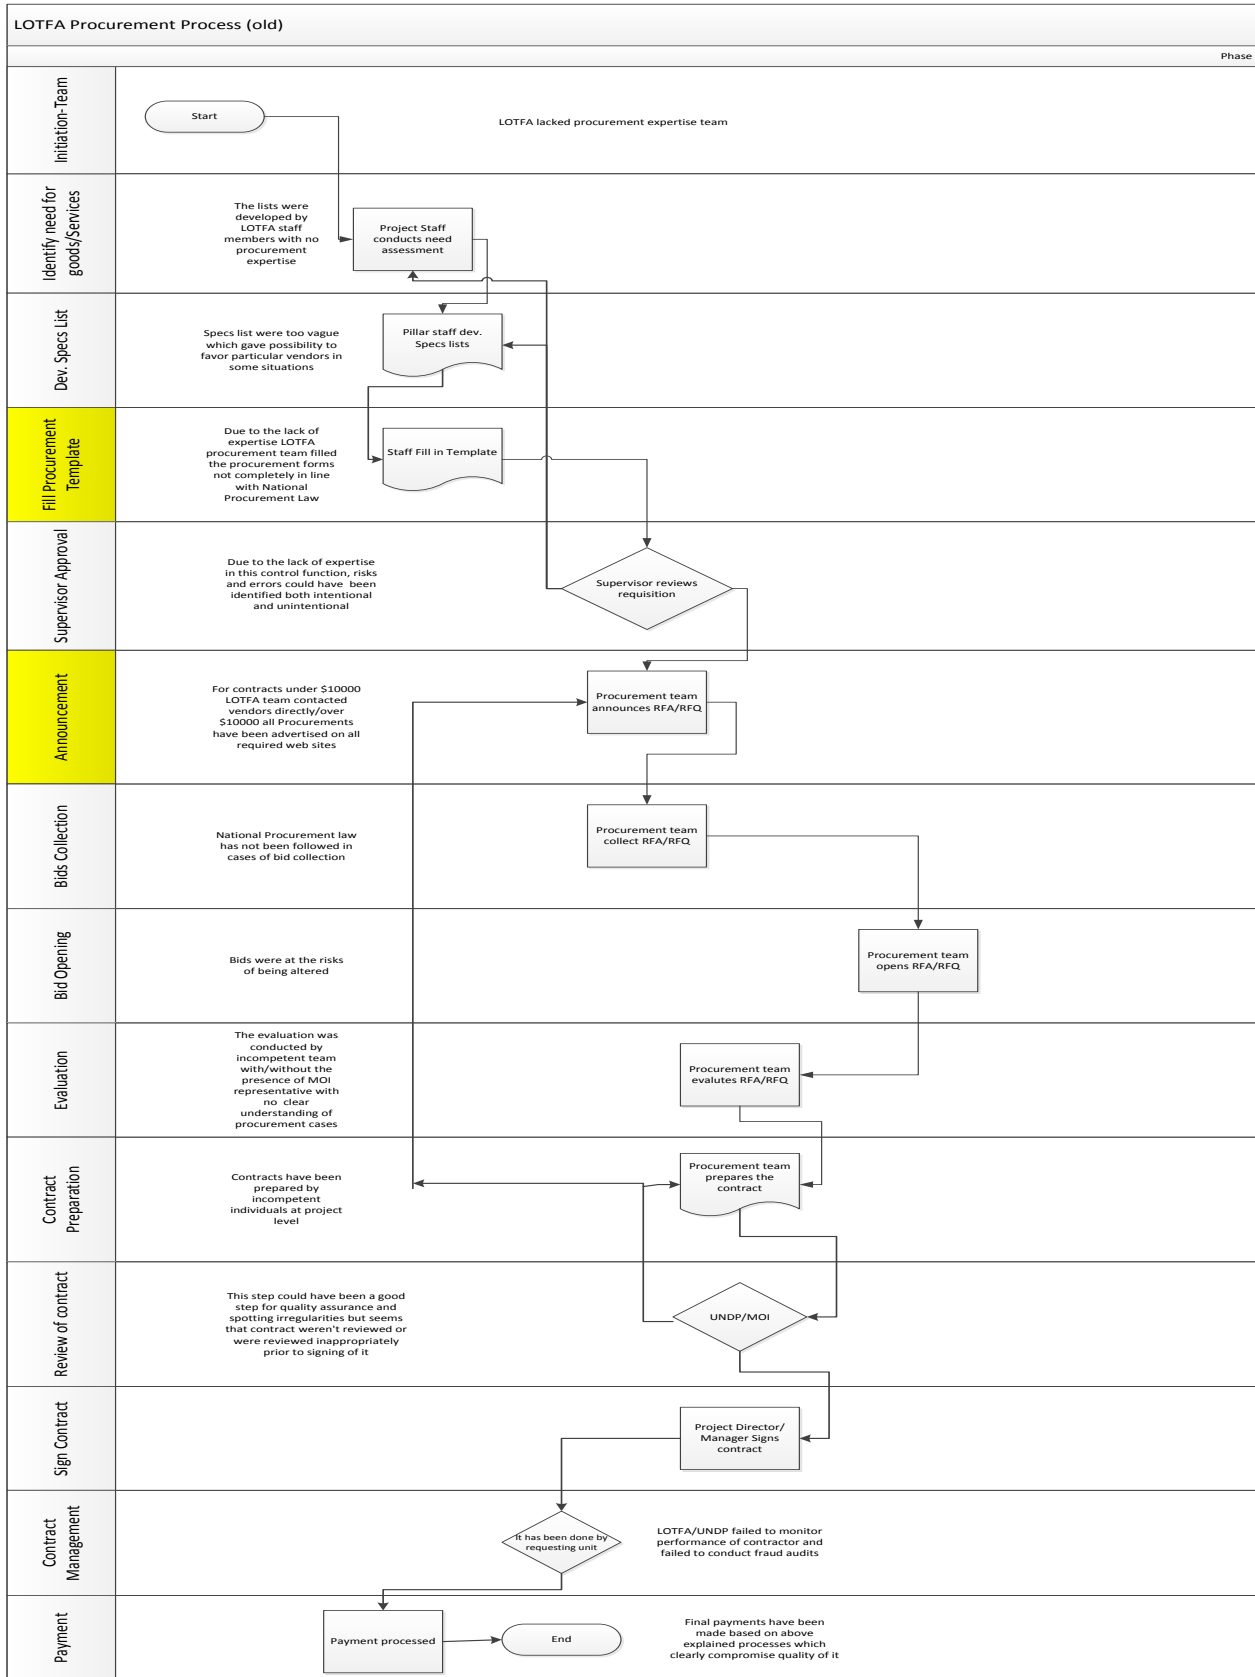 LOTFA Procurement Process (old)
Phase
Initiation-Team
Start
LOTFA lacked procurement expertise team
Identify need for
goods/Services
The lists were
developed by
LOTFA staff
members with no
procurement
expertise
Project Staff
conducts need
assessment
Dev. Specs List
Specs list were too vague
which gave possibility to
favor particular vendors in
some situations
Pillar staff dev.
Specs lists
Fill Procurement
Template
Due to the lack of
expertise LOTFA
procurement team filled
the procurement forms
not completely in line
with National
Procurement Law
Staff Fill in Template
Supervisor Approval
Due to the lack of expertise
in this control function, risks
and errors could have  been
identified both intentional
and unintentional
Supervisor reviews
requisition
Announcement
For contracts under $10000
LOTFA team contacted
vendors directly/over
$10000 all Procurements
have been advertised on all
required web sites
Procurement team
announces RFA/RFQ
Bids Collection
National Procurement law
has not been followed in
cases of bid collection
Procurement team
collect RFA/RFQ
Bid Opening
Bids were at the risks
of being altered
Procurement team
opens RFA/RFQ
Evaluation
The evaluation was
conducted by
incompetent team
with/without the
presence of MOI
representative with
no  clear
understanding of
procurement cases
Procurement team
evalutes RFA/RFQ
Contract
Preparation
Contracts have been
prepared by
incompetent
individuals at project
level
Procurement team
prepares the
contract
Review of contract
This step could have been a good
step for quality assurance and
spotting irregularities but seems
that contract weren't reviewed or
were reviewed inappropriately
prior to signing of it
UNDP/MOI
Sign Contract
Project Director/
Manager Signs
contract
Contract
Management
It has been done by
requesting unit
LOTFA/UNDP failed to monitor
performance of contractor and
failed to conduct fraud audits
Payment
Payment processed
End
Final payments have been
made based on above
explained processes which
clearly compromise quality of it